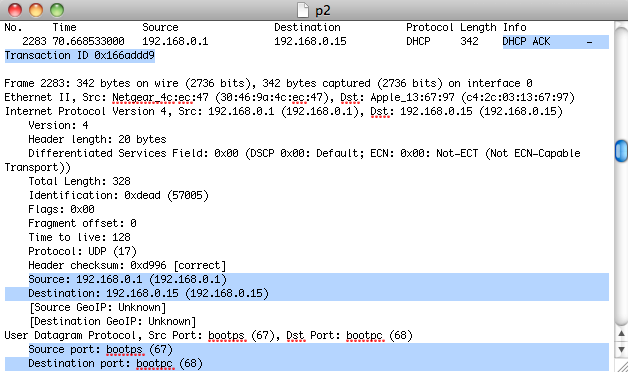 p2
No. Time Source Destination Protocol Length Info
2283 70.668533000 192.168.0.1 192.168.0.15 DHCP 342 DHCP ACK –
Transaction ID 0x166addd9
Frame 2283: 342 bytes on wire (2736 bits), 342 bytes captured (2736 bits) on interface 0
Ethernet II, Src: Netgear_4c:ec:47 (30:46:9a:4c:ec:47), Dst: Apple_13:67:97 (c4:2c:03:13:67:97)
Internet Protocol Version 4, Src: 192.168.0.1 (192.168.0.1), Dst: 192.168.0.15 (192.168.0.15)
Version: 4
Header length: 20 bytes
Differentiated Services Field: 0x00 (DSCP 0x00: Default; ECN: 0x00: Not-ECT (Not ECN-Capable
Transport))
Total Length: 328
Identification: 0xdead (57005)
Flags: 0x00
Fragment offset: 0
Time to live: 128
Protocol: UDP (17)
Header checksum: 0xd996 [correct]
Source: 192.168.0.1 (192.168.0.1)
Destination: 192.168.0.15 (192.168.0.15)
[Source GeoIP: Unknown]
[Destination GeoIP: Unknown]
User Datagram Protocol, Src Port: bootps (67), Dst Port: bootpc (68)
Source port: bootps (67)
Destination port: bootpc (68)